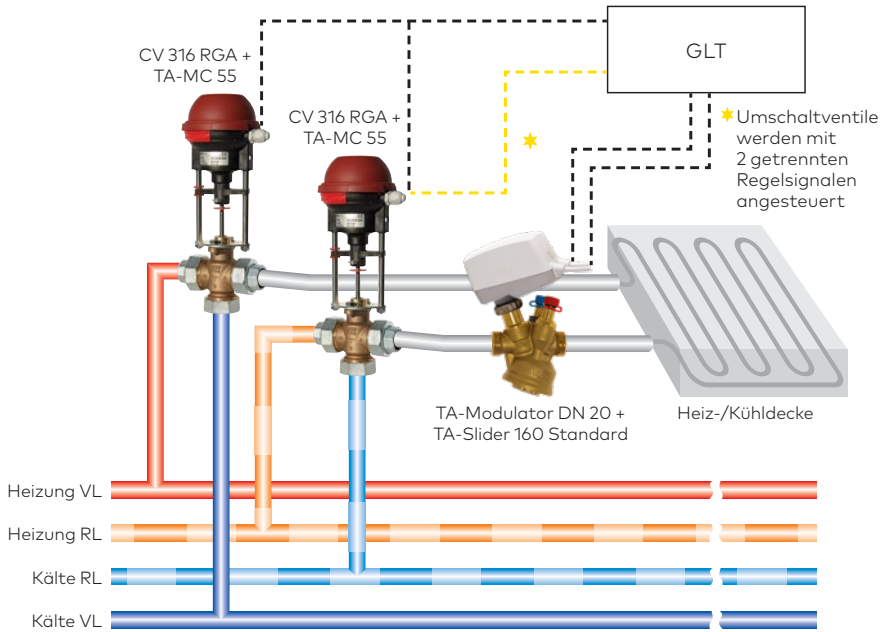 CV 316 RGA +
TA-MC 55
CV 316 RGA +
TA-MC 55
GLT
Umschaltventile
werden mit
2 getrennten
Regelsignalen
angesteuert
TA-Modulator DN 20 +
TA-Slider 160 Standard
Heiz-/Kühldecke
Heizung VL
Heizung RL
Kälte RL
Kälte VL